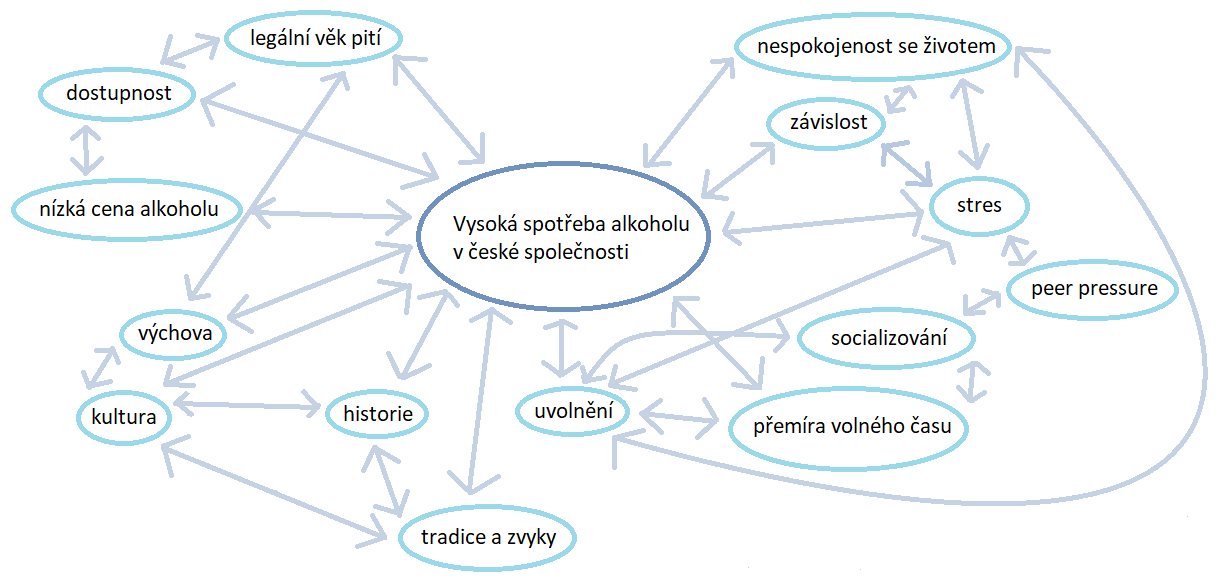 legální věk pití
nespokojenost se životem
dostupnost
závislost
nízká cena alkoholu
stres
Vysoká spotřeba alkoholu
v české společnosti
peer pressure
výchova
socializování
kultura
historie
uvolnění
přemíra volného času
tradice a zvyky